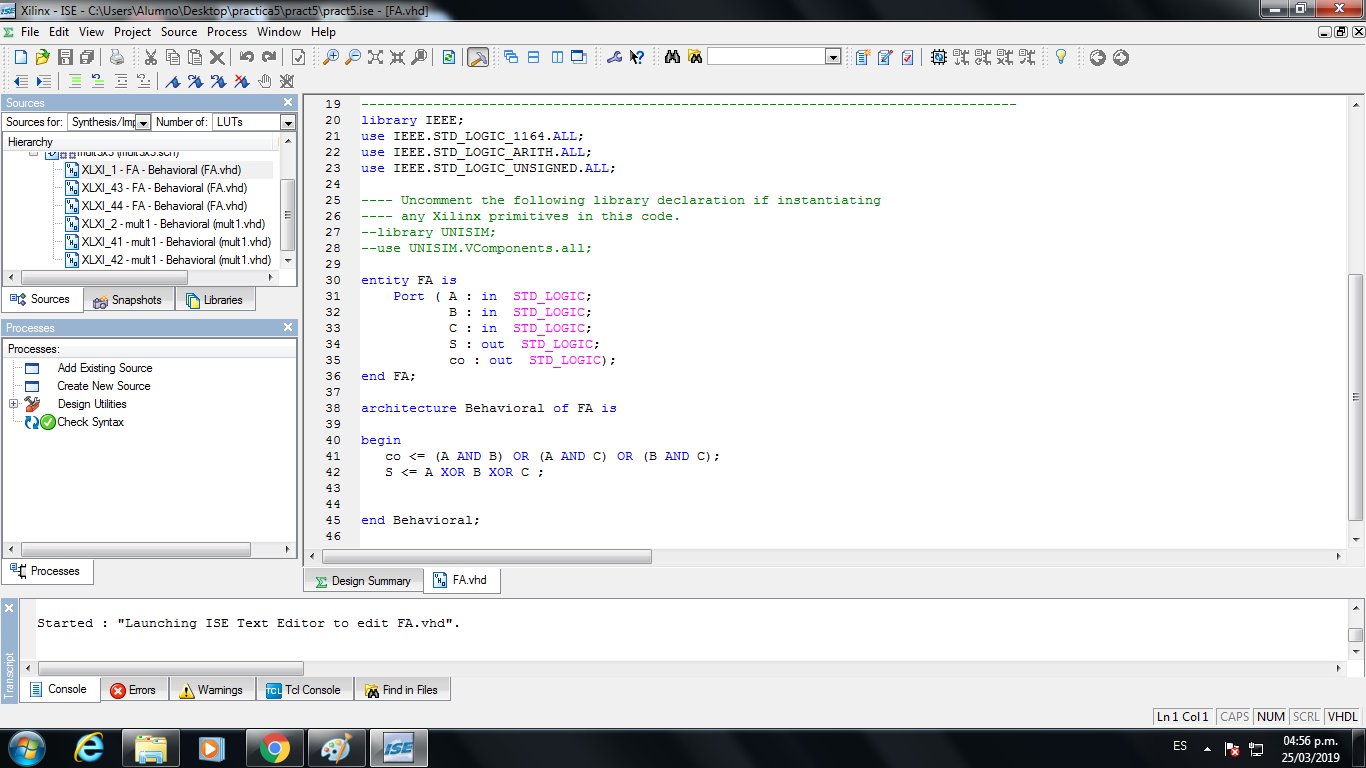 Xilinx - ISE - C:\Users\Alumno\Desktop\practica5\pract5\pract5.ise - [FA.vhd]
File Edit View Project Source Process Window Help
Sources
Sources for: Synthesis/Imp Number of: LUTs
Hierarchy
mult3x3 (mult3x3.sch)
XLXI_1 - FA - Behavioral (FA.vhd)
XLXI_43 - FA - Behavioral (FA.vhd)
XLXI_44 - FA - Behavioral (FA.vhd)
XLXI_2 - mult1 - Behavioral (mult1.vhd)
XLXI_41 - mult1 - Behavioral (mult1.vhd)
XLXI_42 - mult1 - Behavioral (mult1.vhd)
Sources Snapshots Libraries
Processes
Processes:
Add Existing Source
Create New Source
Design Utilities
Check Syntax
Processes
19 ----------------------------------------------------------------------------------
20 library IEEE;
21 use IEEE.STD_LOGIC_1164.ALL;
22 use IEEE.STD_LOGIC_ARITH.ALL;
23 use IEEE.STD_LOGIC_UNSIGNED.ALL;
24
25 ---- Uncomment the following library declaration if instantiating
26 ---- any Xilinx primitives in this code.
27 --library UNISIM;
28 --use UNISIM.VComponents.all;
29
30 entity FA is
31 Port ( A : in STD_LOGIC;
32 B : in STD_LOGIC;
33 C : in STD_LOGIC;
34 S : out STD_LOGIC;
35 co : out STD_LOGIC);
36 end FA;
37
38 architecture Behavioral of FA is
39
40 begin
41 co <= (A AND B) OR (A AND C) OR (B AND C);
42 S <= A XOR B XOR C ;
43
44
45 end Behavioral;
46
Design Summary FA.vhd
Transcript
Started : "Launching ISE Text Editor to edit FA.vhd".
Console Errors Warnings Tcl Console Find in Files
Ln 1 Col 1 CAPS NUM SCRL VHDL
ES
04:56 p.m.
25/03/2019